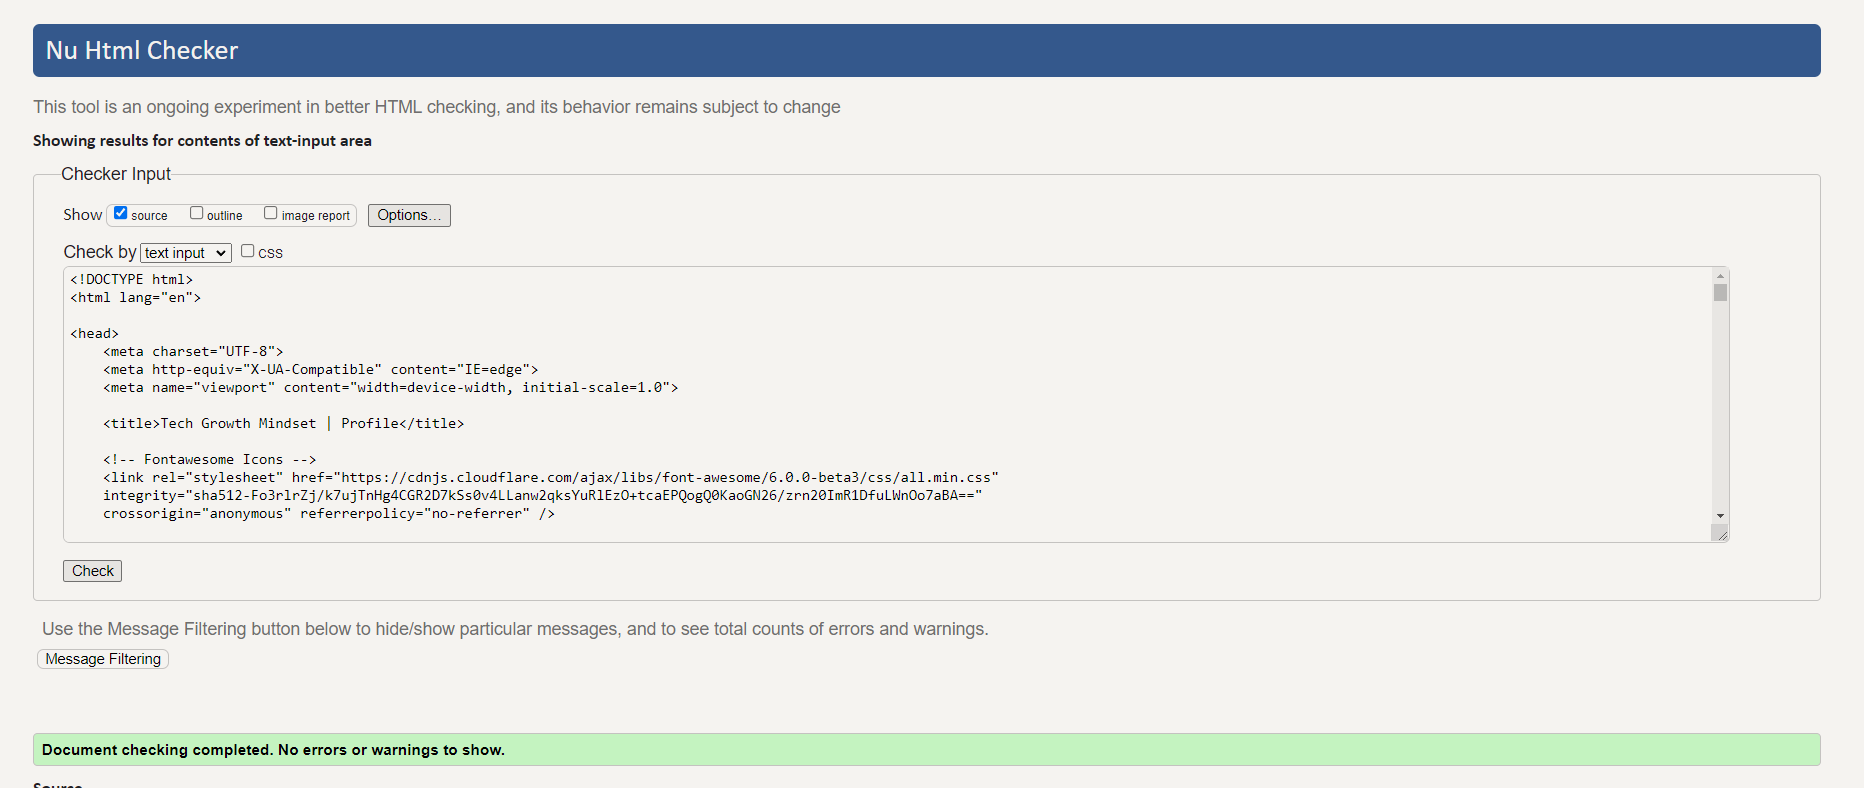 Nu Html Checker
This tool is an ongoing experiment in better HTML checking, and its behavior remains subject to change
Showing results for contents of text-input area
Checker Input
Show source outline image report Options...
Check by text input css
<!DOCTYPE html>
<html lang="en">
<head>
<meta charset="UTF-8">
<meta http-equiv="X-UA-Compatible" content="IE=edge">
<meta name="viewport" content="width=device-width, initial-scale=1.0">
<title>Tech Growth Mindset | Profile</title>
<!-- Fontawesome Icons -->
<link rel="stylesheet" href="https://cdnjs.cloudflare.com/ajax/libs/font-awesome/6.0.0-beta3/css/all.min.css"
integrity="sha512-Fo3rlrZj/k7ujTnHg4CGR2D7kSs0v4LLanw2qksYuRlEzO+tcaEPQogQ0KaoGN26/zrn20ImR1DfuLWnOo7aBA=="
crossorigin="anonymous" referrerpolicy="no-referrer" />
Check
Use the Message Filtering button below to hide/show particular messages, and to see total counts of errors and warnings.
Message Filtering
Document checking completed. No errors or warnings to show.
Source